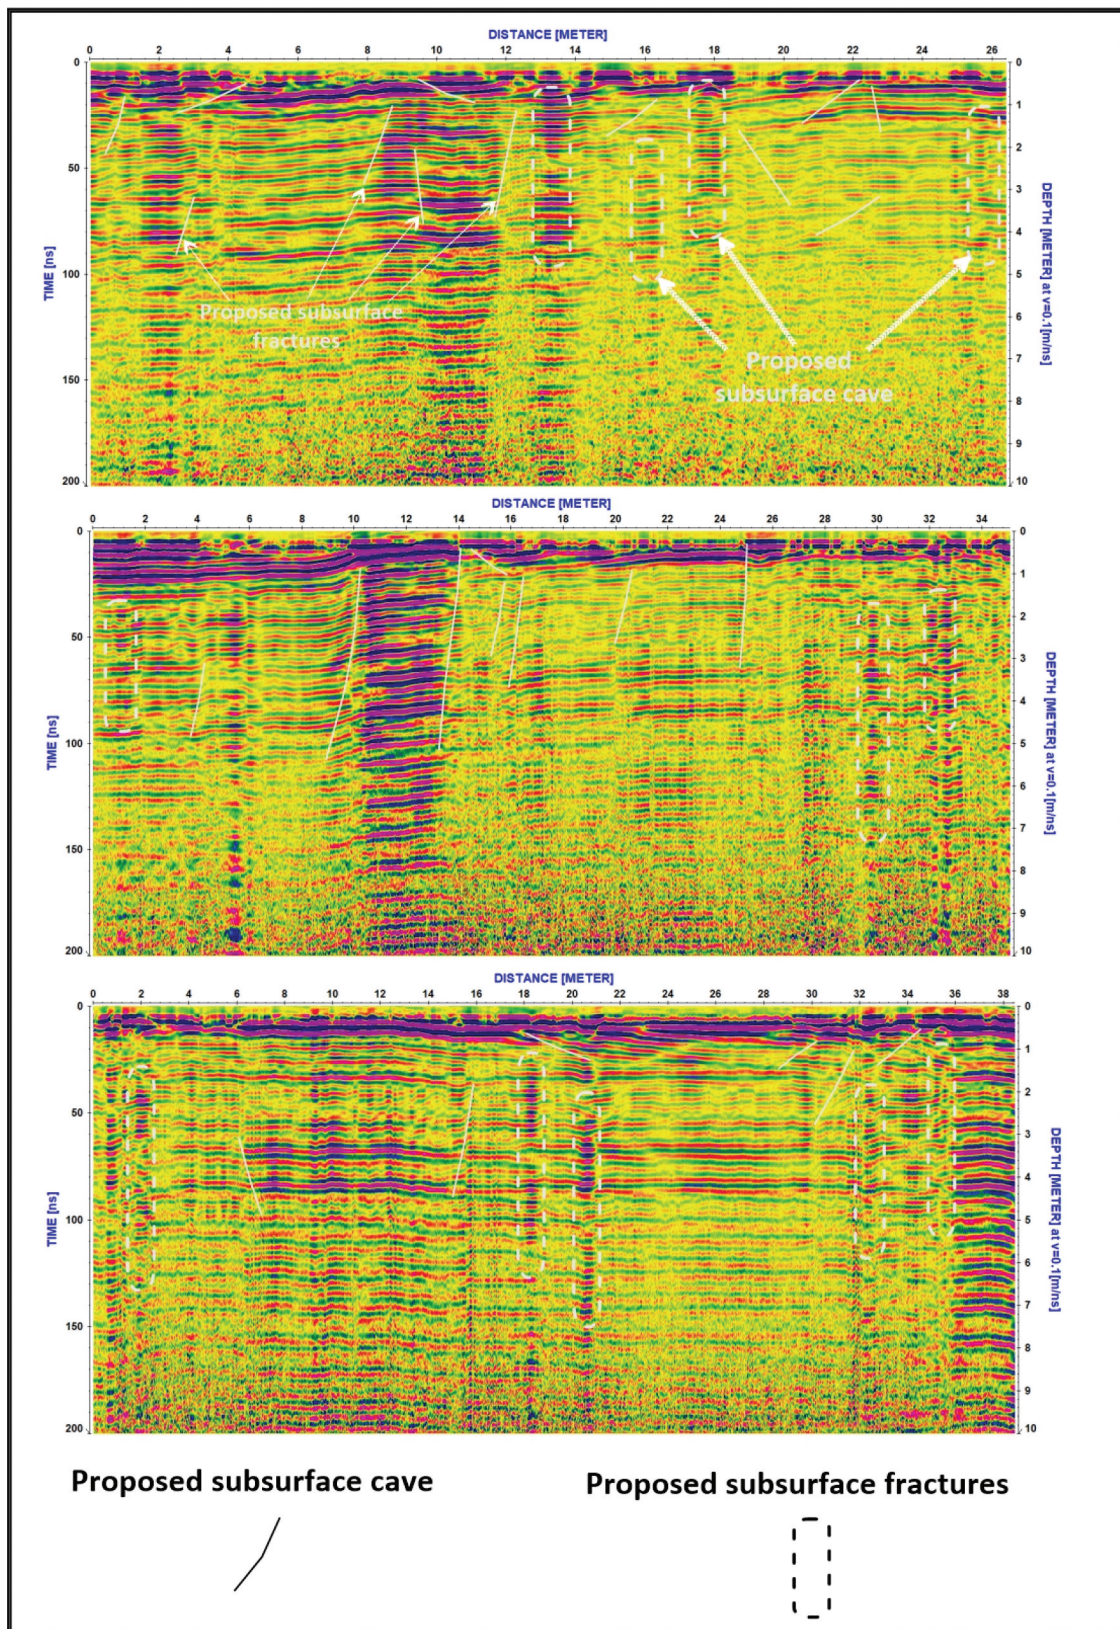 DISTANCE [METER]
0 2 4 6 8 10 12 14 16 18 20 22 24 26
TIME [ns]
0
50
100
150
200
DEPTH [METER] at v=0.1[m/ns]
0
1
2
3
4
5
6
7
8
9
10
Proposed subsurface
fractures
Proposed
subsurface cave
DISTANCE [METER]
0 2 4 6 8 10 12 14 16 18 20 22 24 26 28 30 32 34
TIME [ns]
0
50
100
150
200
DEPTH [METER] at v=0.1[m/ns]
0
1
2
3
4
5
6
7
8
9
10
DISTANCE [METER]
0 2 4 6 8 10 12 14 16 18 20 22 24 26 28 30 32 34 36 38
TIME [ns]
0
50
100
150
200
DEPTH [METER] at v=0.1[m/ns]
0
1
2
3
4
5
6
7
8
9
10
Proposed subsurface cave
Proposed subsurface fractures